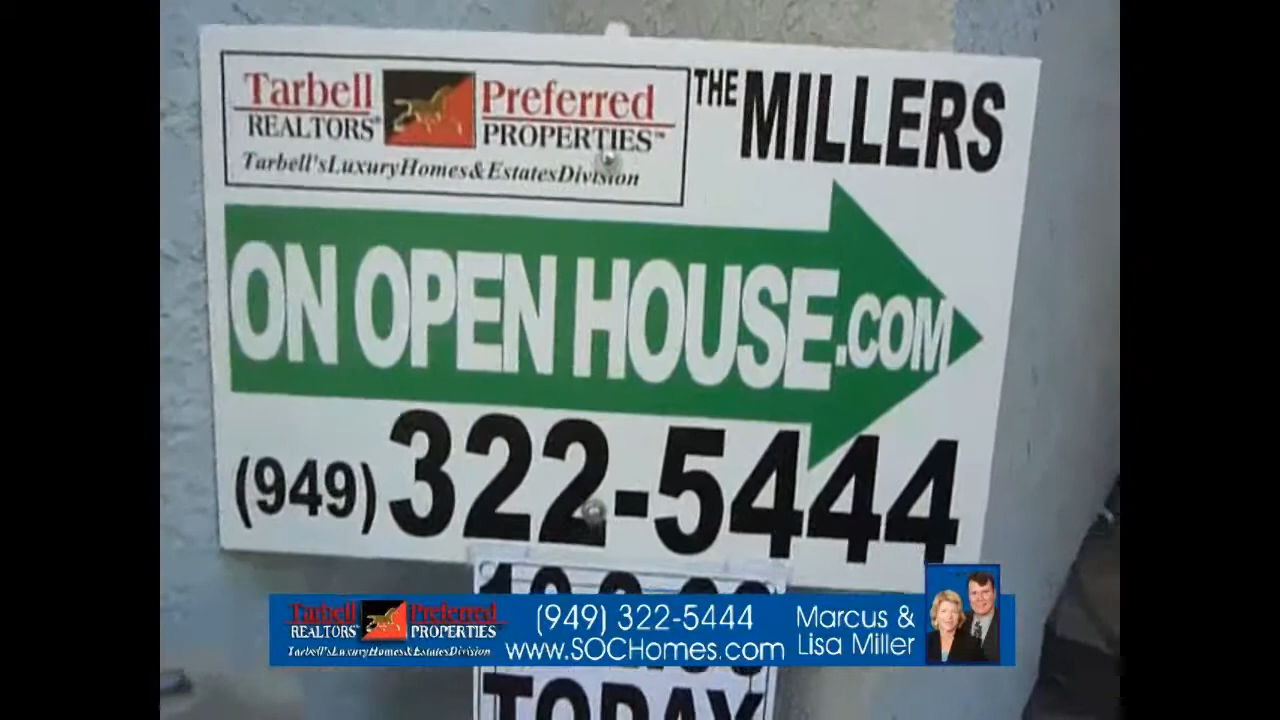 Tarbell REALTORS® Preferred PROPERTIES™
Tarbell'sLuxuryHomes&EstatesDivision
THE MILLERS
ON OPEN HOUSE.COM
(949) 322-5444
TODAY
Tarbell REALTORS® Preferred PROPERTIES
Tarbell'sLuxuryHomes&EstatesDivision
(949) 322-5444
www.SOCHomes.com
Marcus &
Lisa Miller